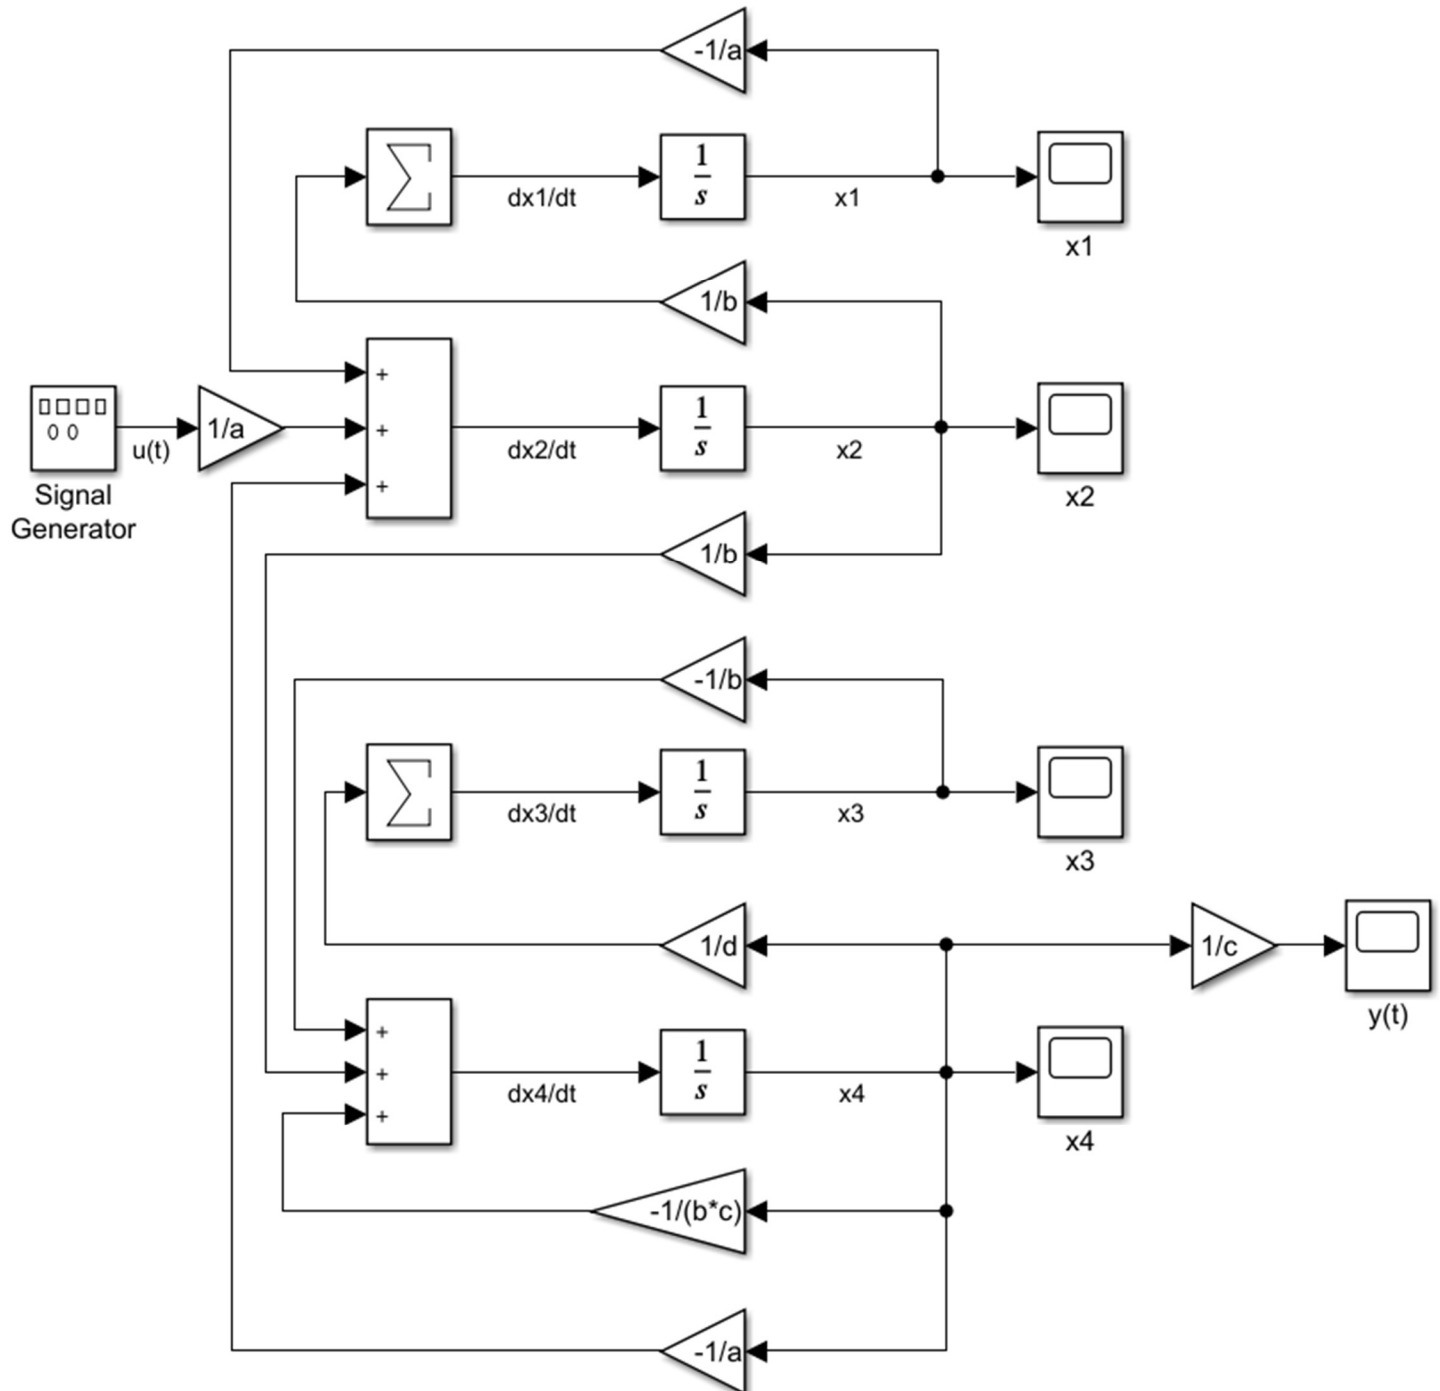 -1/a
1
s
dx1/dt
x1
x1
1/b
+
1/a
+
u(t)
+
1
s
dx2/dt
x2
x2
Signal
Generator
1/b
-1/b
1
s
dx3/dt
x3
x3
1/d
1/c
y(t)
+
+
+
1
s
dx4/dt
x4
x4
-1/(b*c)
-1/a